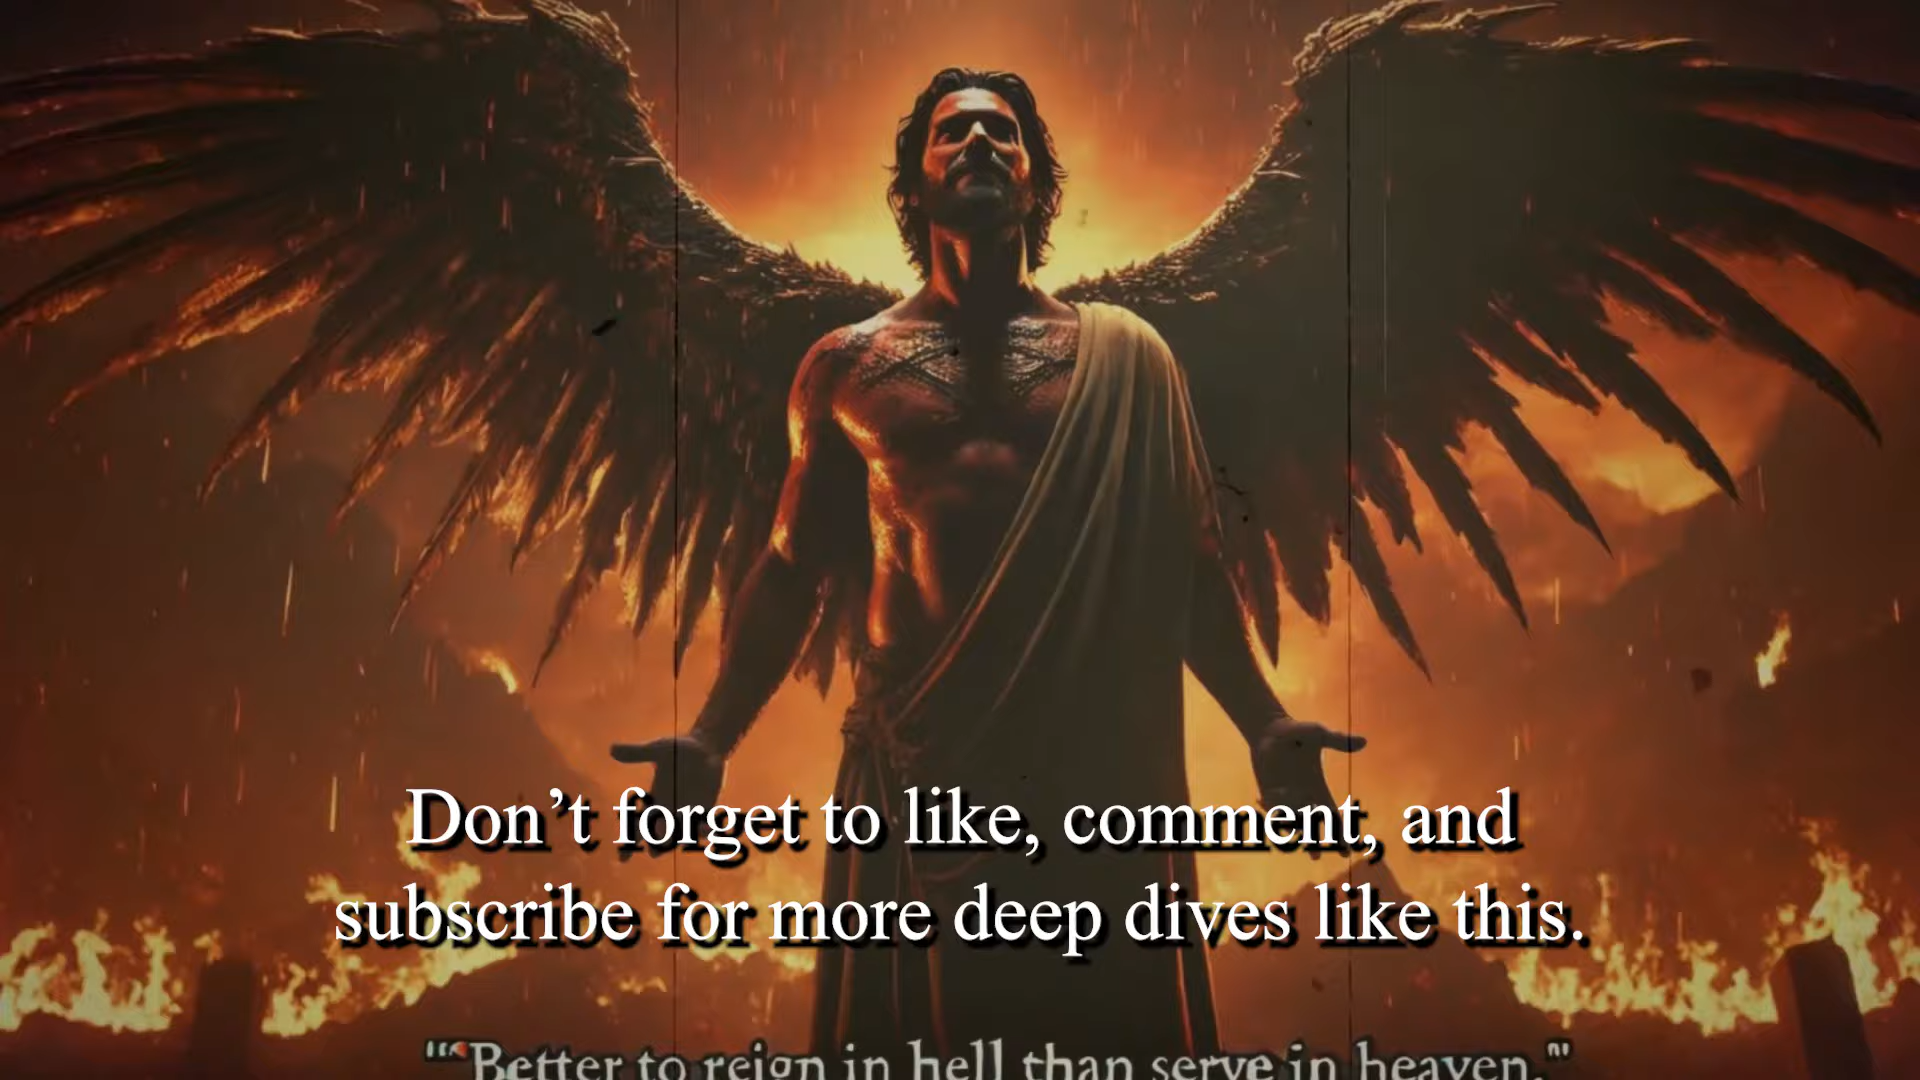 Don’t forget to like, comment, and
subscribe for more deep dives like this.
"“Better to reign in hell than serve in heaven."